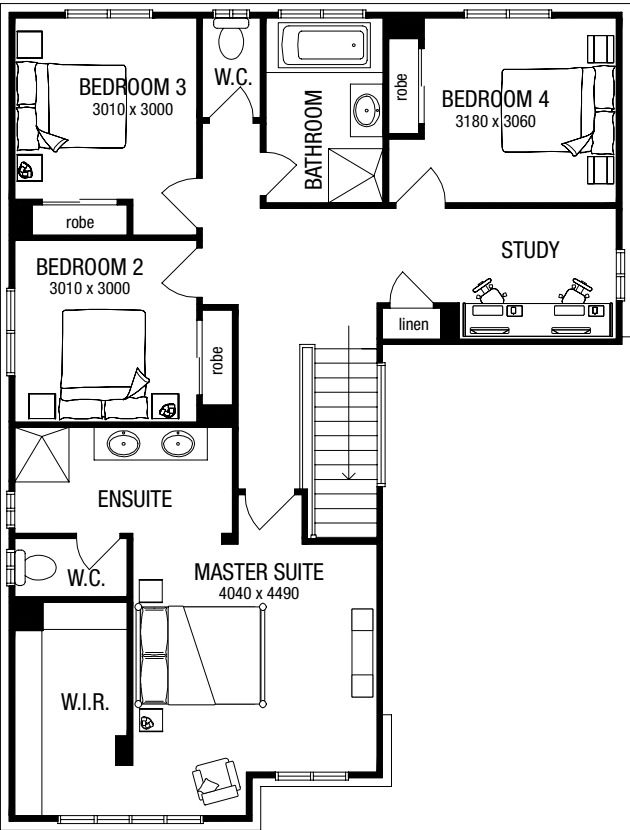 BEDROOM 3
3010 x 3000
W.C.
BATHROOM
robe
BEDROOM 4
3180 x 3060
robe
BEDROOM 2
3010 x 3000
STUDY
linen
robe
ENSUITE
W.C.
MASTER SUITE
4040 x 4490
W.I.R.